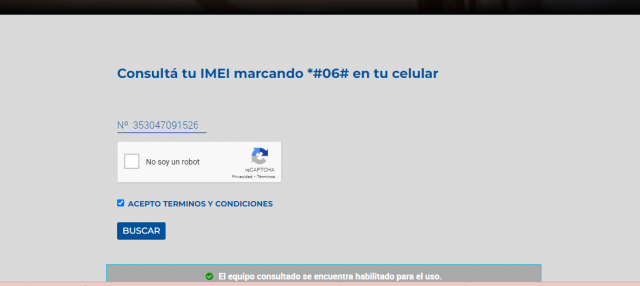 Consultá tu IMEI marcando *#06# en tu celular
Nº 353047091526
No soy un robot
reCAPTCHA
Privacidad - Términos
ACEPTO TERMINOS Y CONDICIONES
BUSCAR
El equipo consultado se encuentra habilitado para el uso.